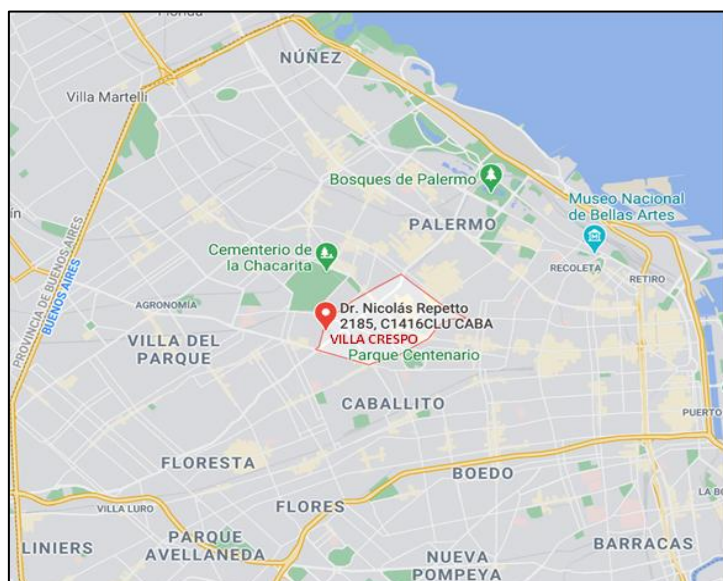 NÚÑEZ
Villa Martelli
Bosques de Palermo
Museo Nacional
de Bellas Artes
PALERMO
Cementerio de
la Chacarita
RECOLETA
RETIRO
PROVINCIA DE BUENOS AIRES
BUENOS AIRES
AGRONOMÍA
Dr. Nicolás Repetto
2185, C1416CLU CABA
VILLA CRESPO
VILLA DEL
PARQUE
Parque Centenario
CABALLITO
PUERTO
FLORESTA
BOEDO
VILLA LURO
FLORES
LA BO
LINIERS
PARQUE
AVELLANEDA
BARRACAS
NUEVA
POMPEYA